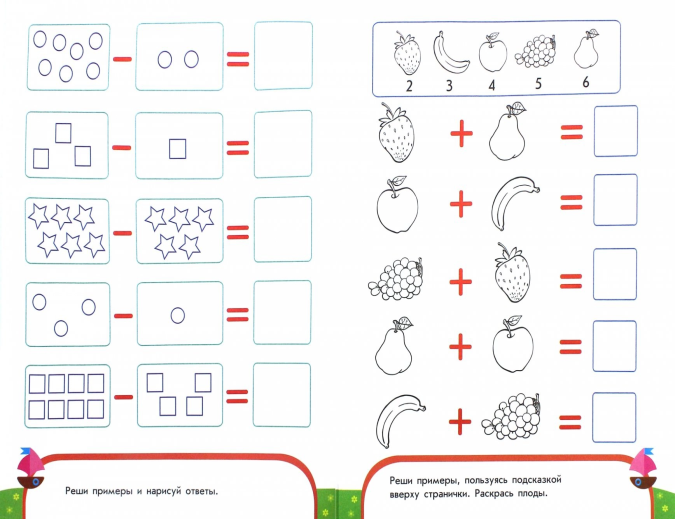 2 3 4 5 6
Реши примеры и нарисуй ответы.
Реши примеры, пользуясь подсказкой
вверху странички. Раскрась плоды.